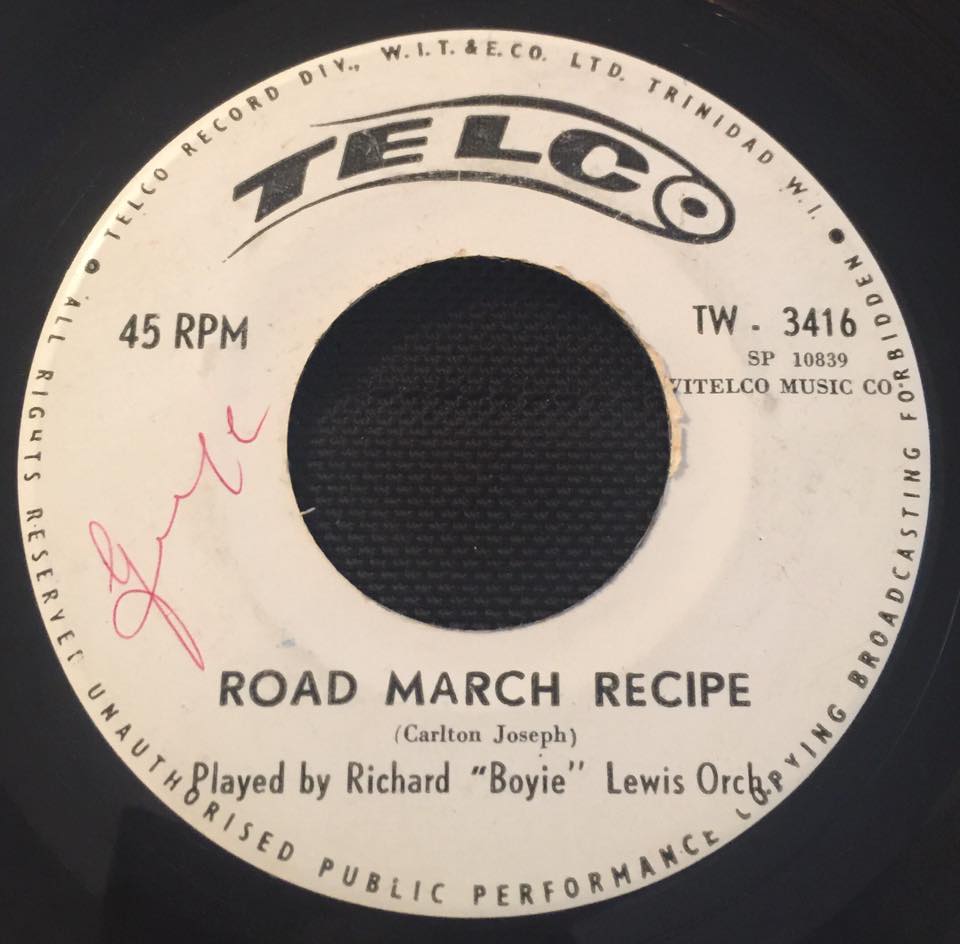 TELCO RECORD DIV., W.I.T. & E. CO. LTD. TRINIDAD W.I.
TELCO
45 RPM
TW - 3416
SP 10839
VITELCO MUSIC CO
ROAD MARCH RECIPE
(Carlton Joseph)
Played by Richard "Boyie" Lewis Orch.
ALL RIGHTS RESERVED UNAUTHORISED PUBLIC PERFORMANCE COPYING BROADCASTING FORBIDDEN